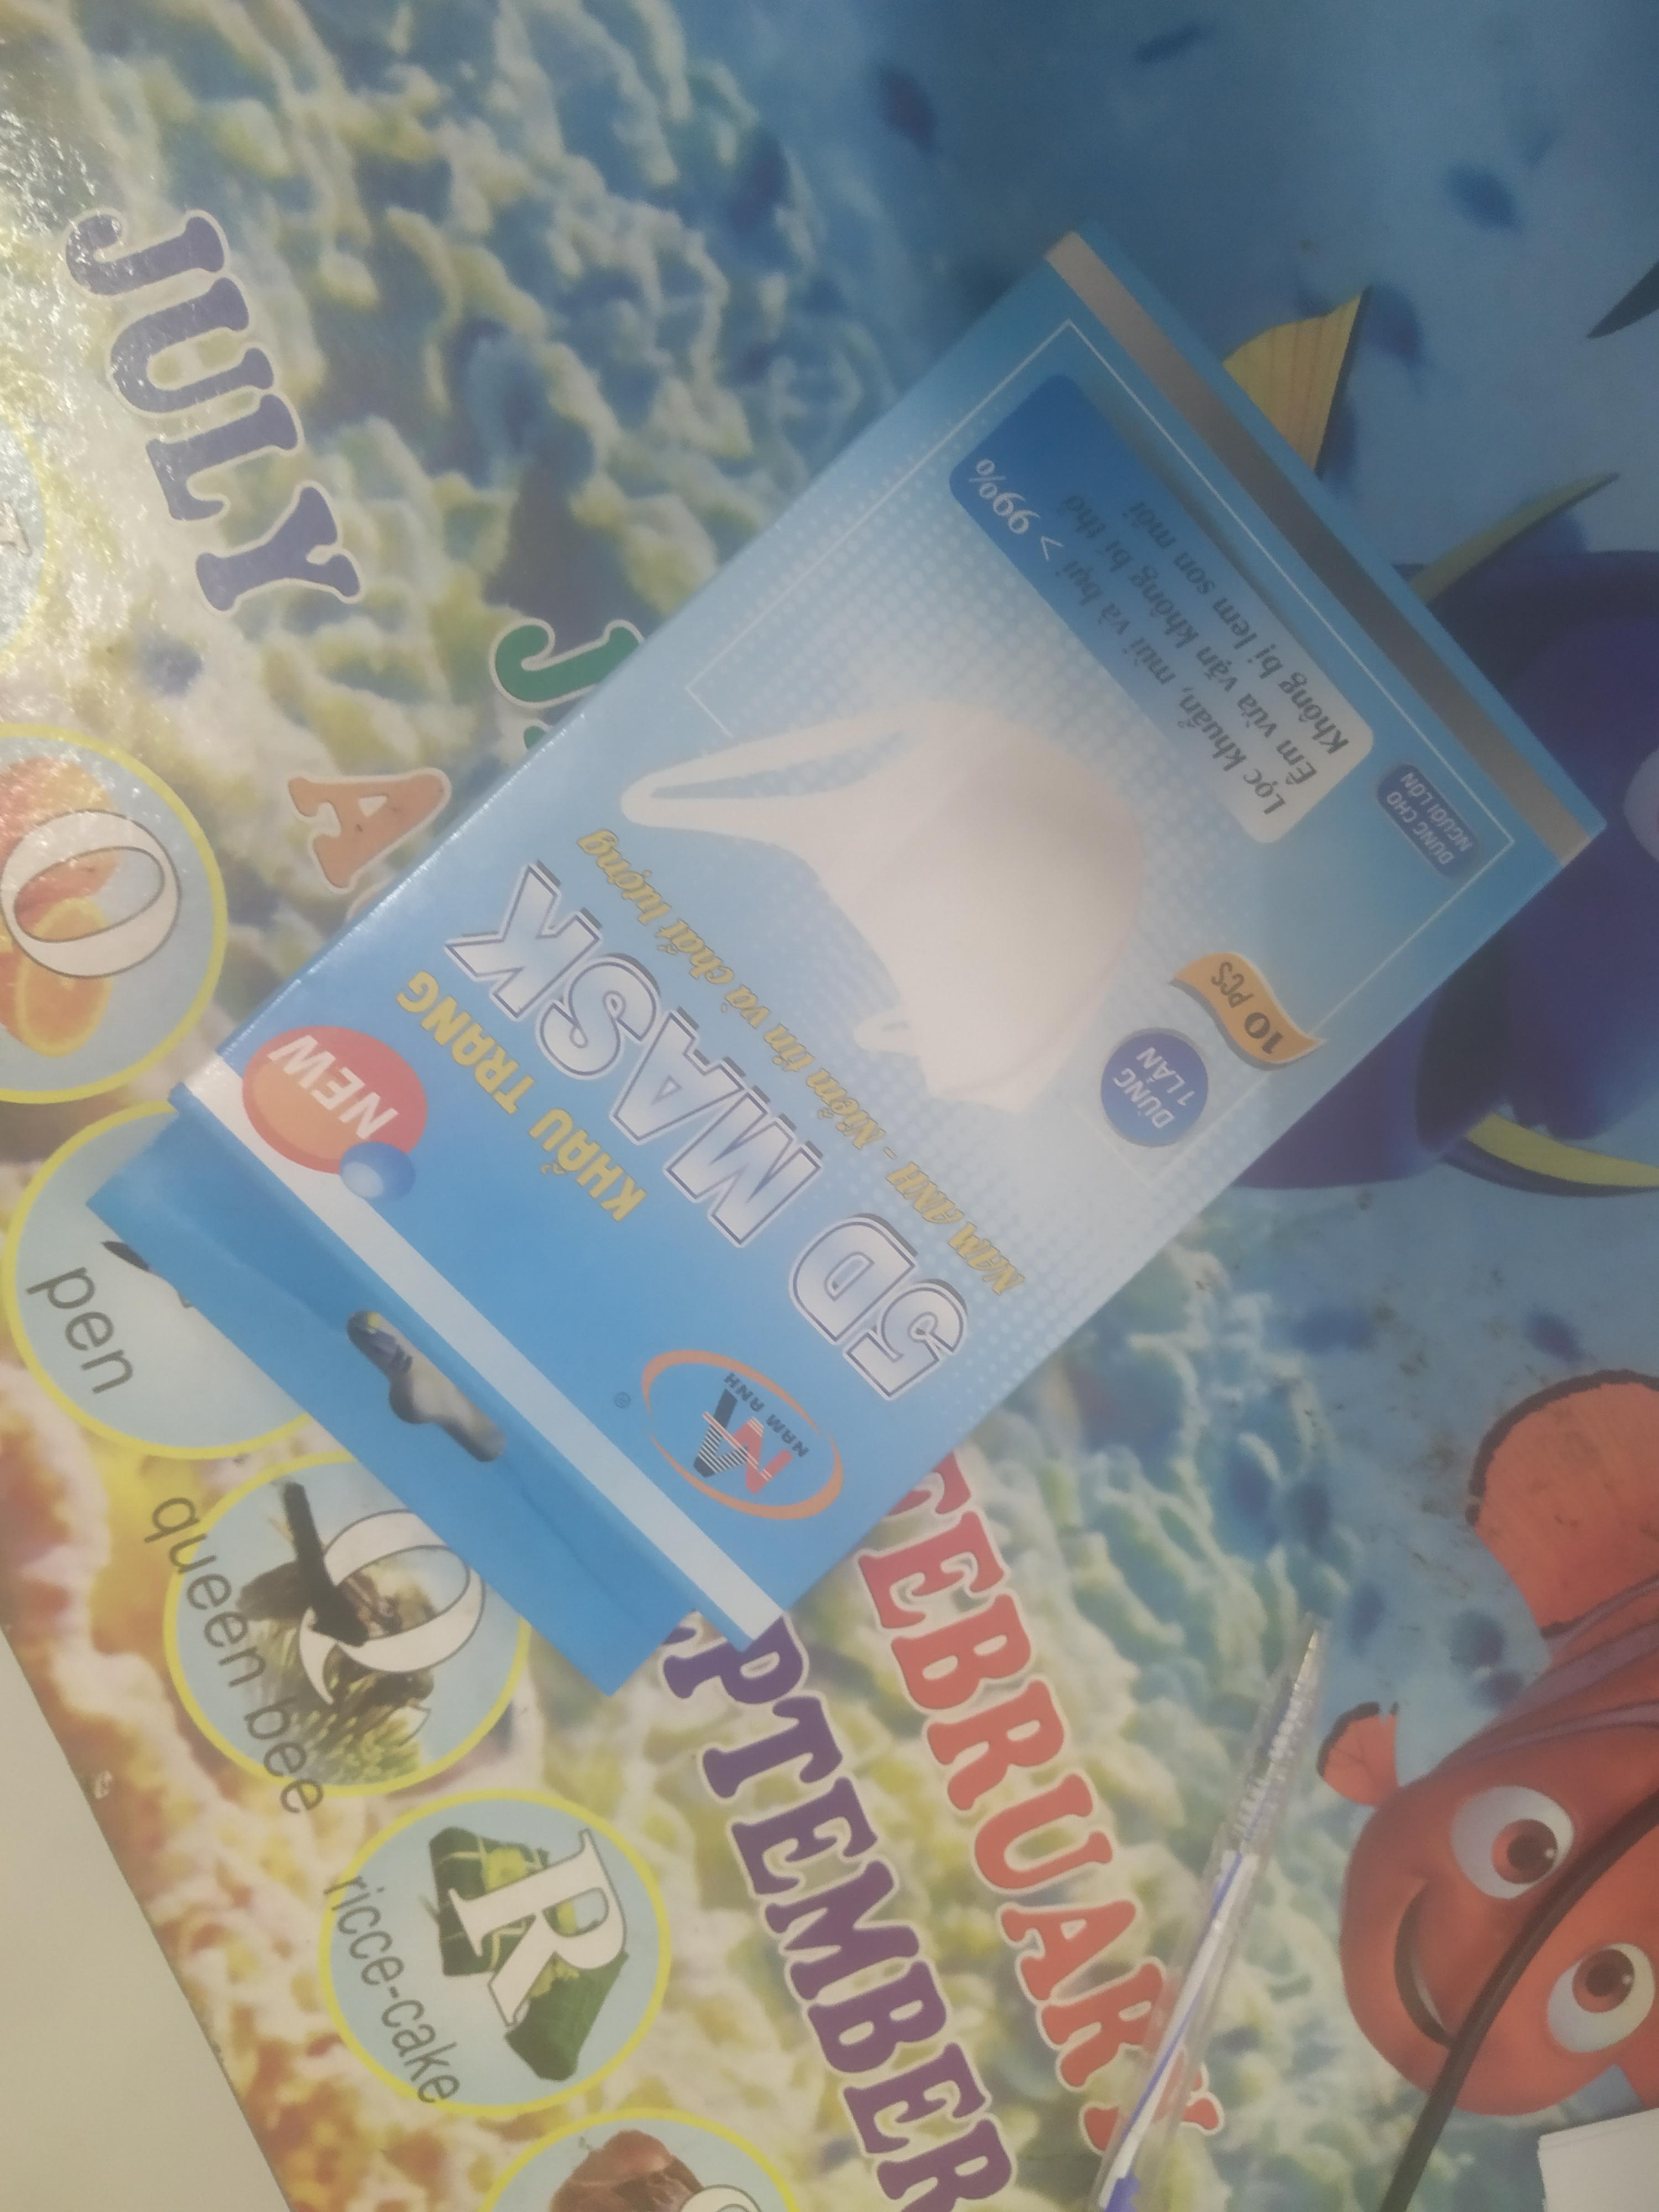 NAM ANH
®
NEW
KHẨU TRANG
5D MASK
NAM ANH - Niềm tin và chất lượng
DÙNG
1 LẦN
10 PCS
Lọc khuẩn, mùi và bụi > 99%
Êm vừa vặn không bí thở
Không bị lem son môi
DÙNG CHO
NGƯỜI LỚN
JULY
J
A
O
pen
Q
queen bee
R
ricce-cake
PTEMBER
EBRUARY